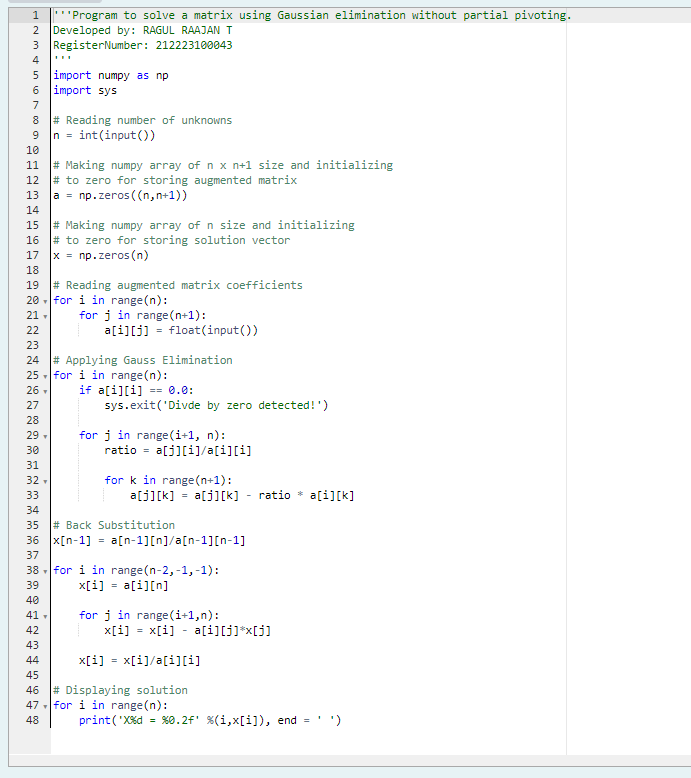 1 '''Program to solve a matrix using Gaussian elimination without partial pivoting.
2 Developed by: RAGUL RAAJAN T
3 RegisterNumber: 212223100043
4 '''
5 import numpy as np
6 import sys
7
8 # Reading number of unknowns
9 n = int(input())
10
11 # Making numpy array of n x n+1 size and initializing
12 # to zero for storing augmented matrix
13 a = np.zeros((n,n+1))
14
15 # Making numpy array of n size and initializing
16 # to zero for storing solution vector
17 x = np.zeros(n)
18
19 # Reading augmented matrix coefficients
20 for i in range(n):
21     for j in range(n+1):
22         a[i][j] = float(input())
23
24 # Applying Gauss Elimination
25 for i in range(n):
26     if a[i][i] == 0.0:
27         sys.exit('Divde by zero detected!')
28
29     for j in range(i+1, n):
30         ratio = a[j][i]/a[i][i]
31
32         for k in range(n+1):
33             a[j][k] = a[j][k] - ratio * a[i][k]
34
35 # Back Substitution
36 x[n-1] = a[n-1][n]/a[n-1][n-1]
37
38 for i in range(n-2,-1,-1):
39     x[i] = a[i][n]
40
41     for j in range(i+1,n):
42         x[i] = x[i] - a[i][j]*x[j]
43
44     x[i] = x[i]/a[i][i]
45
46 # Displaying solution
47 for i in range(n):
48     print('X%d = %0.2f' %(i,x[i]), end = ' ')